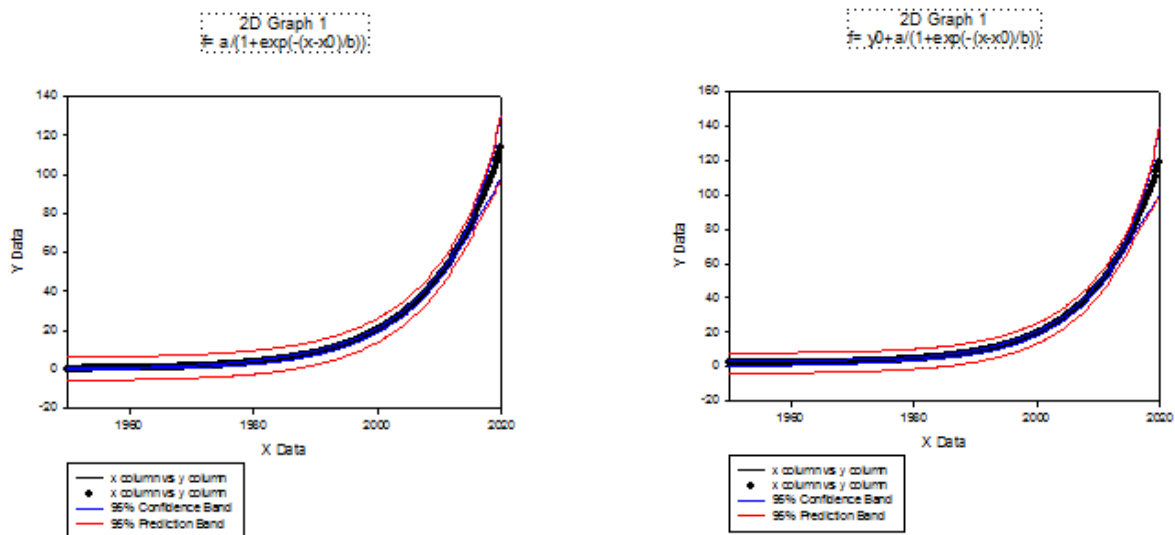 2D Graph 1
f= a/(1+exp(-(x-x0)/b))
140
120
100
80
60
40
20
0
-20
Y Data
1960
1980
2000
2020
X Data
x column vs y column
x column vs y column
95% Confidence Band
95% Prediction Band
2D Graph 1
f= y0+a/(1+exp(-(x-x0)/b))
160
140
120
100
80
60
40
20
0
-20
Y Data
1960
1980
2000
2020
X Data
x column vs y column
x column vs y column
95% Confidence Band
95% Prediction Band